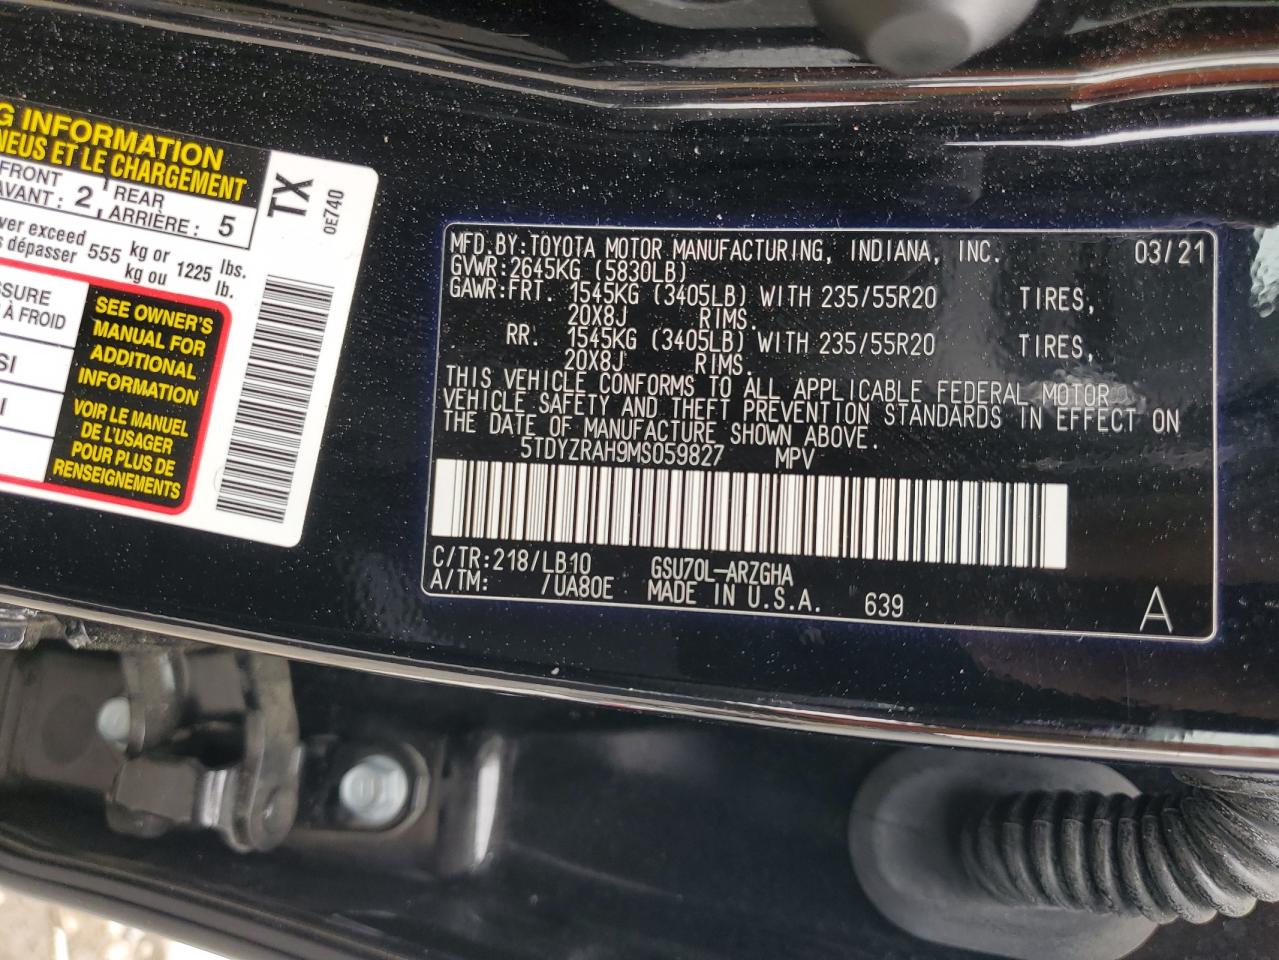 G INFORMATION
NEUS ET LE CHARGEMENT
FRONT
AVANT : 2
REAR
ARRIÈRE : 5
ver exceed
dépasser 555 kg or
kg ou 1225 lbs.
lb.
SSURE
À FROID
SI
I
SEE OWNER'S
MANUAL FOR
ADDITIONAL
INFORMATION
VOIR LE MANUEL
DE L'USAGER
POUR PLUS DE
RENSEIGNEMENTS
TX
0E740
MFD.BY:TOYOTA MOTOR MANUFACTURING, INDIANA, INC. 03/21
GVWR:2645KG (5830LB)
GAWR:FRT. 1545KG (3405LB) WITH 235/55R20 TIRES,
20X8J RIMS.
RR. 1545KG (3405LB) WITH 235/55R20 TIRES,
20X8J RIMS.
THIS VEHICLE CONFORMS TO ALL APPLICABLE FEDERAL MOTOR
VEHICLE SAFETY AND THEFT PREVENTION STANDARDS IN EFFECT ON
THE DATE OF MANUFACTURE SHOWN ABOVE.
5TDYZRAH9MS059827 MPV
C/TR:218/LB10 GSU70L-ARZGHA
A/TM: /UA80E MADE IN U.S.A. 639
A